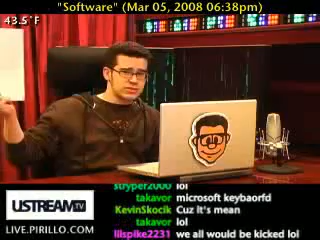 "Software" (Mar 05, 2008 06:38pm)
43.5°F
stryper2000 lol
takavor microsoft keybaorfd
KevinSkocik Cuz it's mean
takavor lol
lilspike2231 we all would be kicked lol
USTREAM.TV
LIVE.PIRILLO.COM